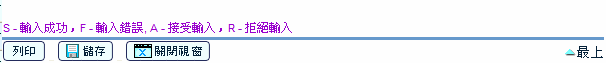 S - 輸入成功，F - 輸入錯誤, A - 接受輸入，R - 拒絕輸入
列印 儲存 關閉視窗 最上